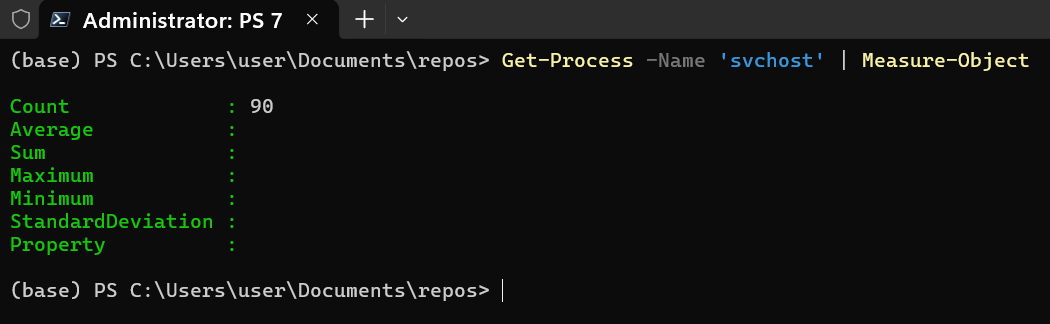 Administrator: PS 7
(base) PS C:\Users\user\Documents\repos> Get-Process -Name 'svchost' | Measure-Object
Count             : 90
Average           :
Sum               :
Maximum           :
Minimum           :
StandardDeviation :
Property          :
(base) PS C:\Users\user\Documents\repos>